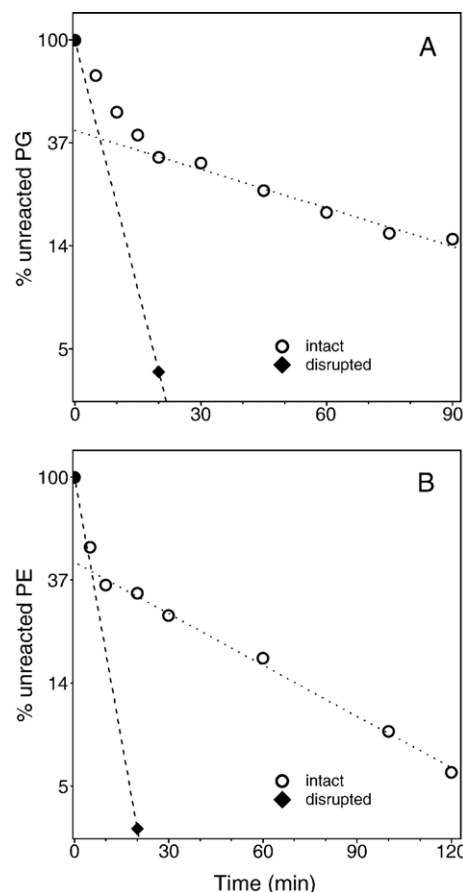 A
100
37
14
5
% unreacted PG
intact
disrupted
0
30
60
90
B
100
37
14
5
% unreacted PE
intact
disrupted
0
30
60
90
120
Time (min)